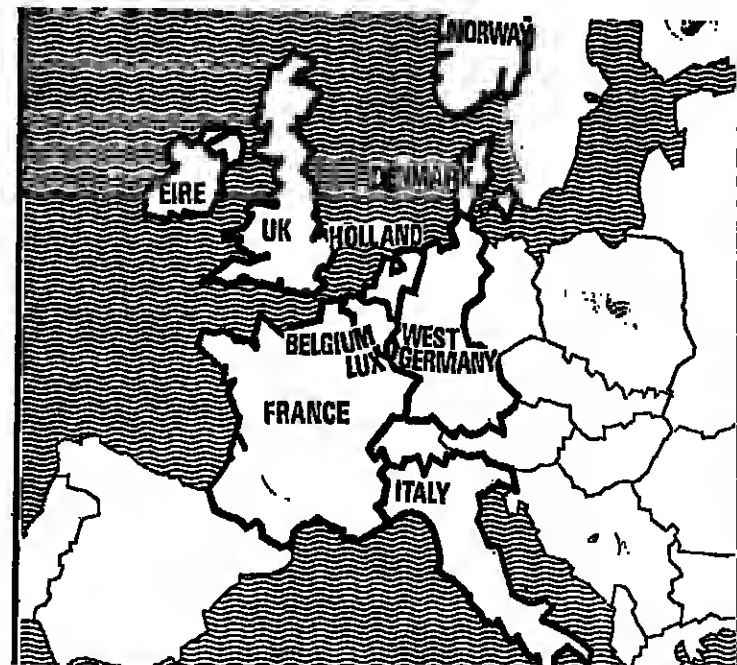 NORWAY
DENMARK
EIRE
UK
HOLLAND
BELGIUM
LUX
WEST
GERMANY
FRANCE
ITALY